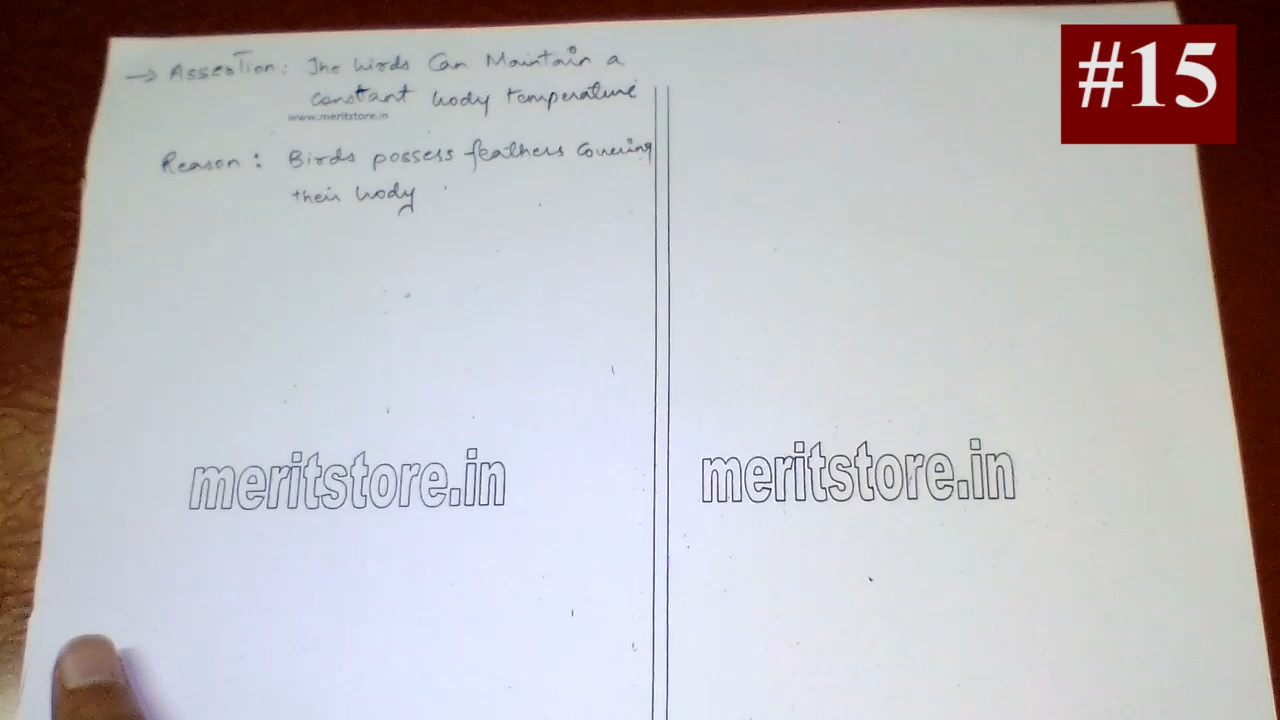 #15
→ Assertion: The birds Can Maintain a
constant body temperature
www.meritstore.in
Reason: Birds possess feathers covering
their body
meritstore.in meritstore.in